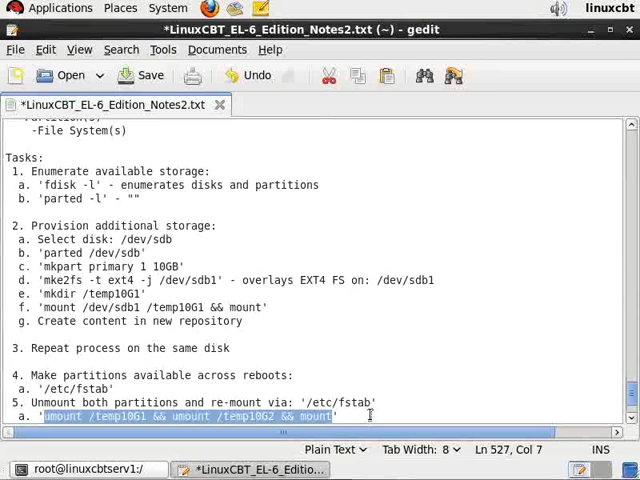 Applications Places System linuxcbt
*LinuxCBT_EL-6_Edition_Notes2.txt (~) - gedit
File Edit View Search Tools Documents Help
Open Save Undo
*LinuxCBT_EL-6_Edition_Notes2.txt
-File System(s)
Tasks:
1. Enumerate available storage:
a. 'fdisk -l' - enumerates disks and partitions
b. 'parted -l' - ""
2. Provision additional storage:
a. Select disk: /dev/sdb
b. 'parted /dev/sdb'
c. 'mkpart primary 1 10GB'
d. 'mke2fs -t ext4 -j /dev/sdb1' - overlays EXT4 FS on: /dev/sdb1
e. 'mkdir /temp10G1'
f. 'mount /dev/sdb1 /temp10G1 && mount'
g. Create content in new repository
3. Repeat process on the same disk
4. Make partitions available across reboots:
a. '/etc/fstab'
5. Unmount both partitions and re-mount via: '/etc/fstab'
a. 'umount /temp10G1 && umount /temp10G2 && mount'
Plain Text Tab Width: 8 Ln 527, Col 7 INS
root@linuxcbtserv1:/ *LinuxCBT_EL-6_Editio...